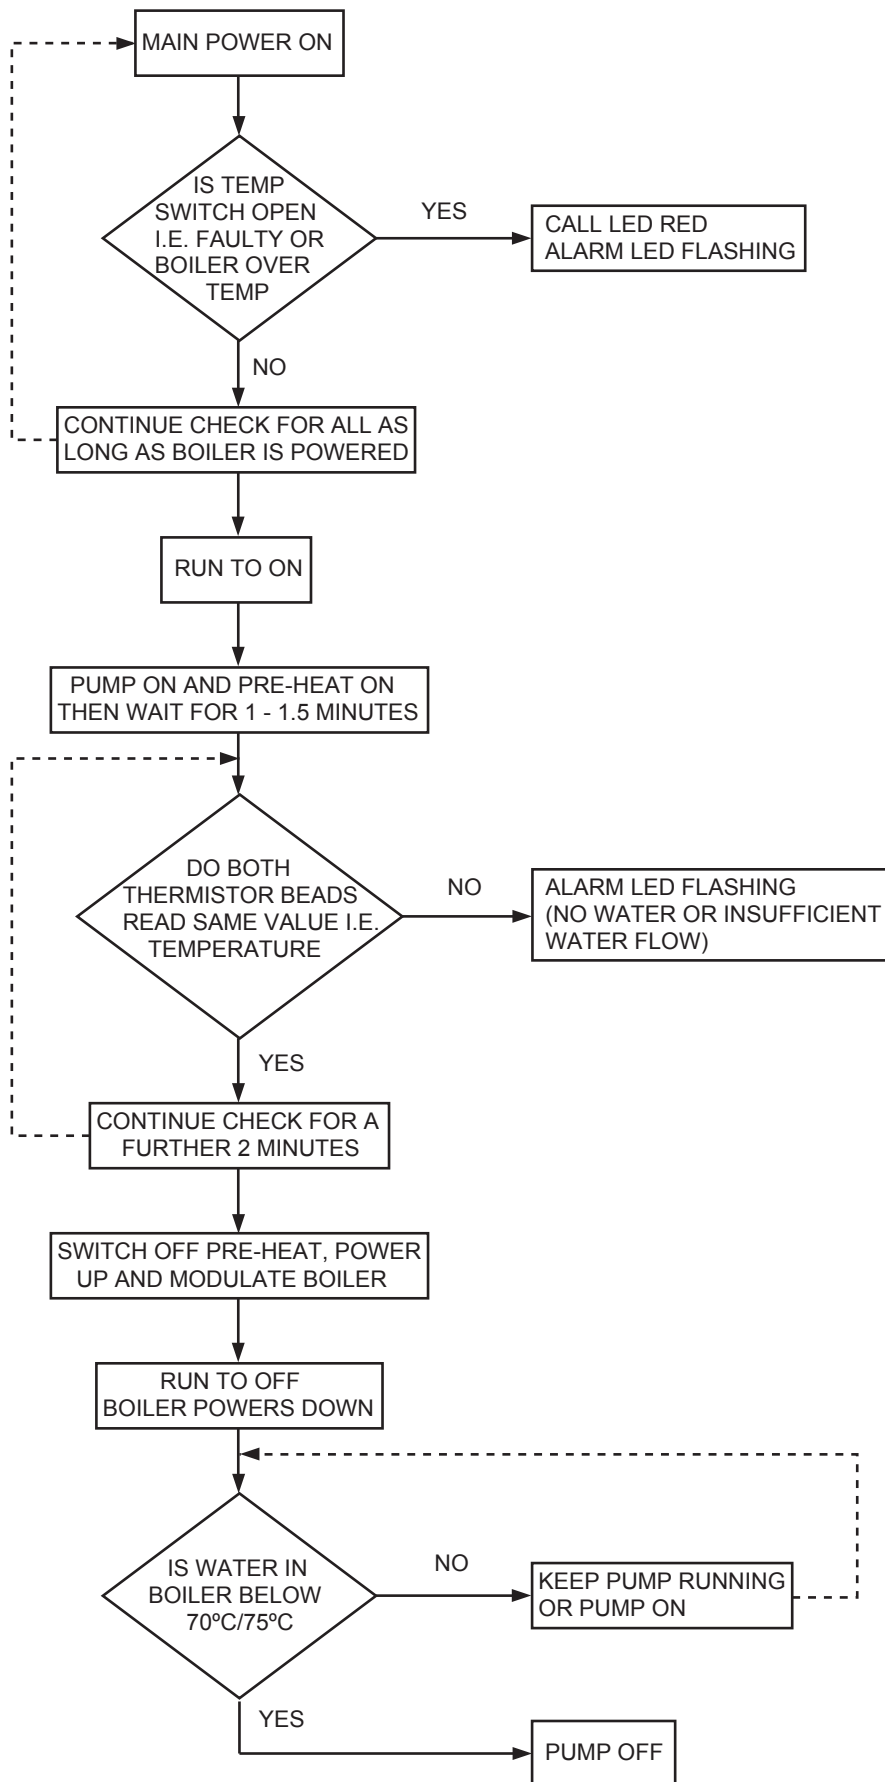 MAIN POWER ON
IS TEMP
SWITCH OPEN
I.E. FAULTY OR
BOILER OVER
TEMP
YES
CALL LED RED
ALARM LED FLASHING
NO
CONTINUE CHECK FOR ALL AS
LONG AS BOILER IS POWERED
RUN TO ON
PUMP ON AND PRE-HEAT ON
THEN WAIT FOR 1 - 1.5 MINUTES
DO BOTH
THERMISTOR BEADS
READ SAME VALUE I.E.
TEMPERATURE
NO
ALARM LED FLASHING
(NO WATER OR INSUFFICIENT
WATER FLOW)
YES
CONTINUE CHECK FOR A
FURTHER 2 MINUTES
SWITCH OFF PRE-HEAT, POWER
UP AND MODULATE BOILER
RUN TO OFF
BOILER POWERS DOWN
IS WATER IN
BOILER BELOW
70ºC/75ºC
NO
KEEP PUMP RUNNING
OR PUMP ON
YES
PUMP OFF